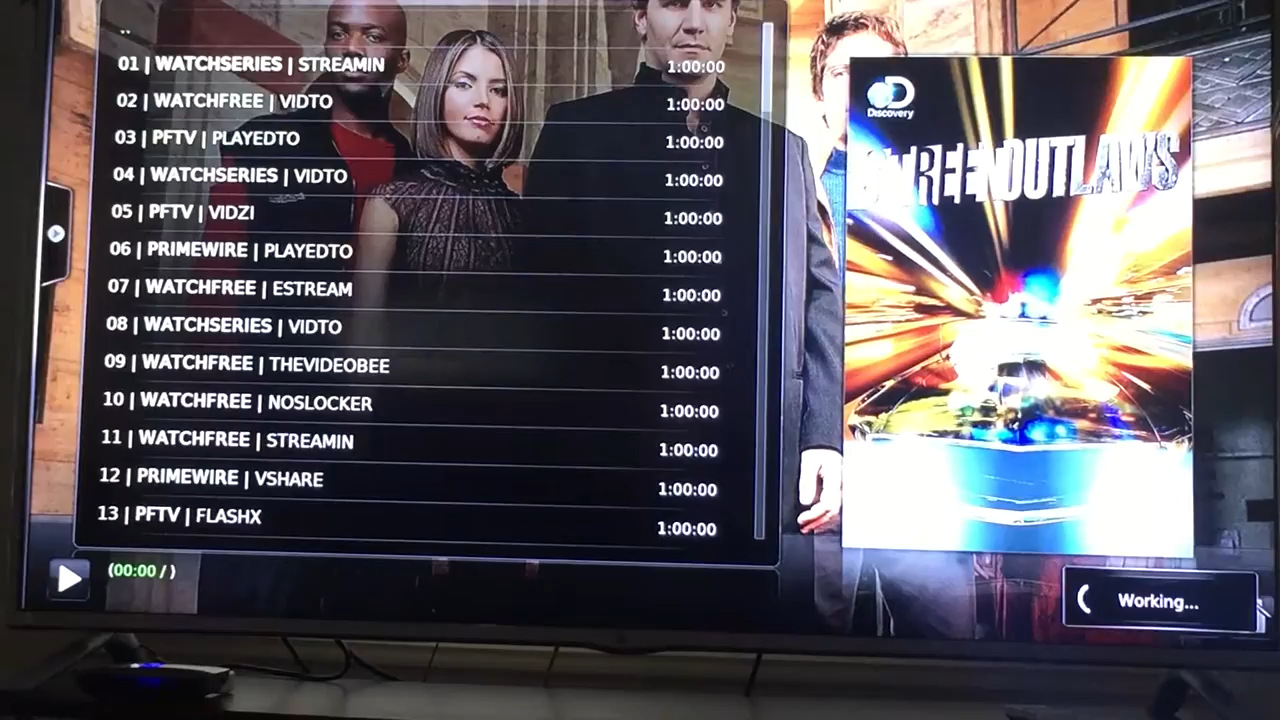 ..
01 | WATCHSERIES | STREAMIN 1:00:00
02 | WATCHFREE | VIDTO 1:00:00
03 | PFTV | PLAYEDTO 1:00:00
04 | WATCHSERIES | VIDTO 1:00:00
05 | PFTV | VIDZI 1:00:00
06 | PRIMEWIRE | PLAYEDTO 1:00:00
07 | WATCHFREE | ESTREAM 1:00:00
08 | WATCHSERIES | VIDTO 1:00:00
09 | WATCHFREE | THEVIDEOBEE 1:00:00
10 | WATCHFREE | NOSLOCKER 1:00:00
11 | WATCHFREE | STREAMIN 1:00:00
12 | PRIMEWIRE | VSHARE 1:00:00
13 | PFTV | FLASHX 1:00:00
(00:00 / )
D
Discovery
STREET OUTLAWS
Working...